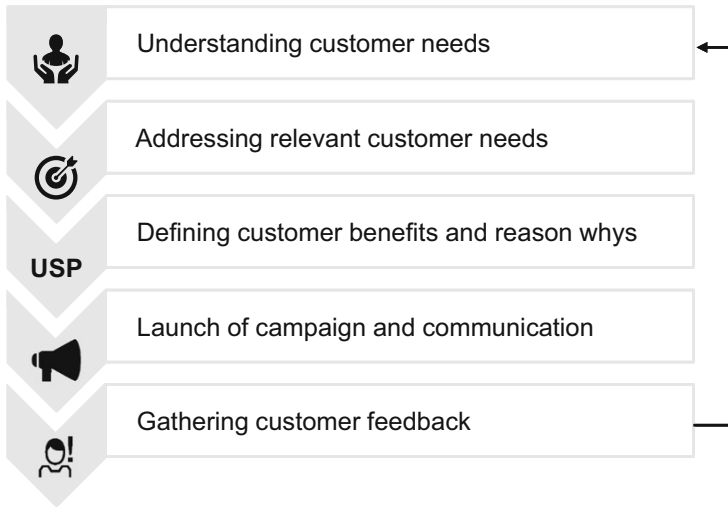 Understanding customer needs
Addressing relevant customer needs
Defining customer benefits and reason whys
USP
Launch of campaign and communication
Gathering customer feedback